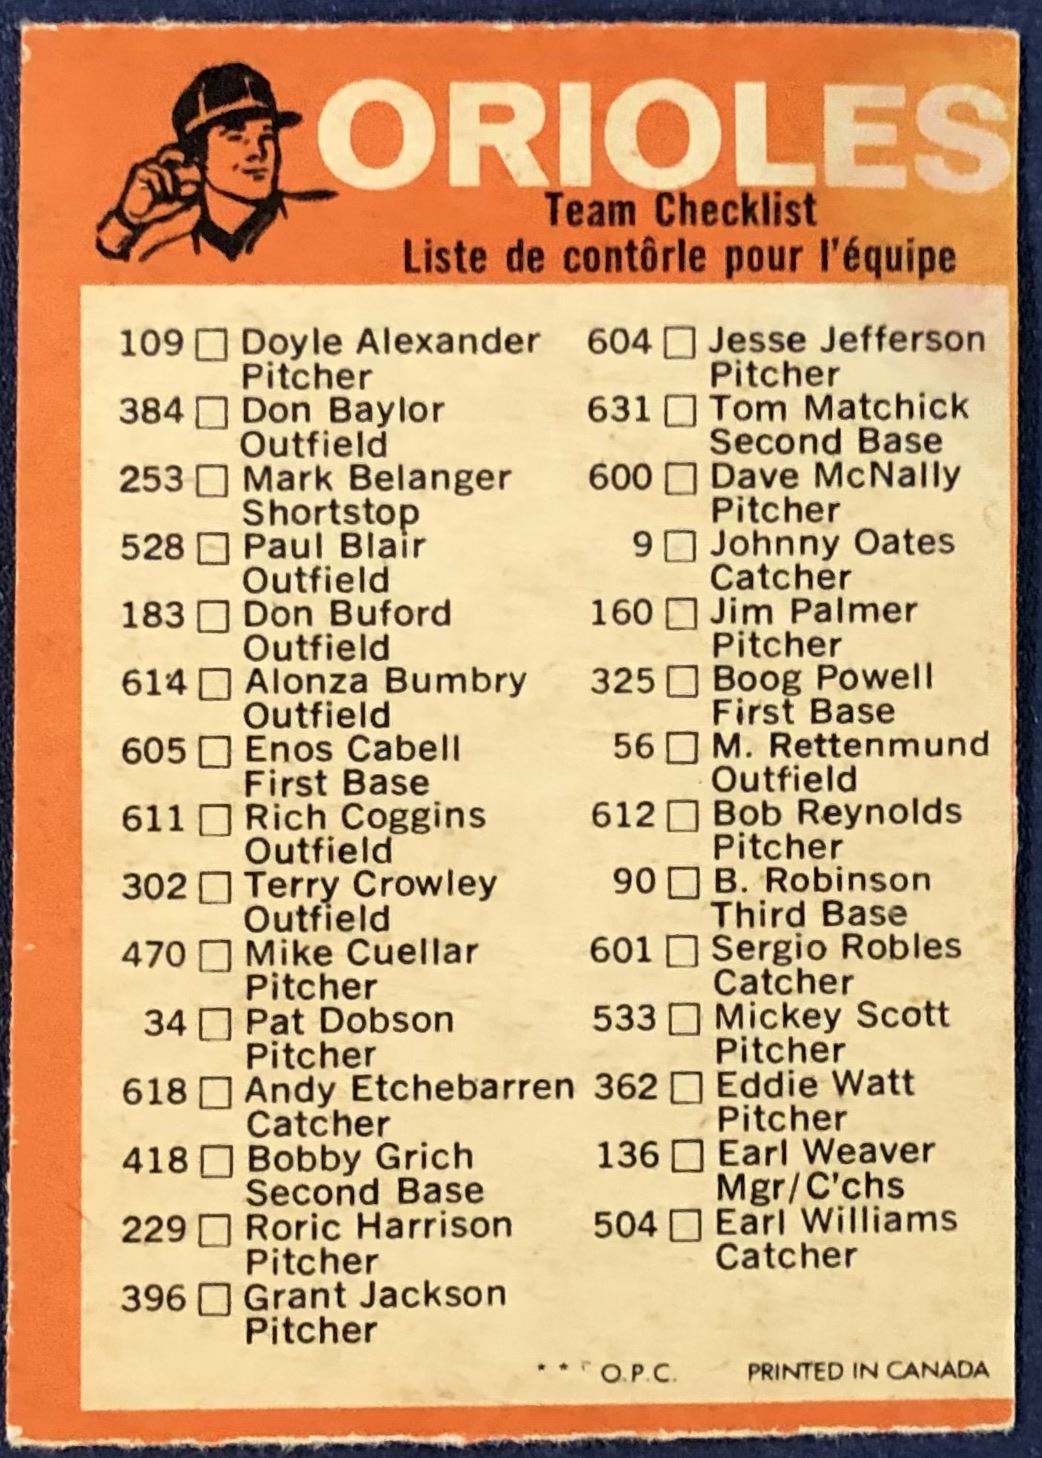 ORIOLES
Team Checklist
Liste de contôrle pour l'équipe
109 Doyle Alexander
Pitcher
384 Don Baylor
Outfield
253 Mark Belanger
Shortstop
528 Paul Blair
Outfield
183 Don Buford
Outfield
614 Alonza Bumbry
Outfield
605 Enos Cabell
First Base
611 Rich Coggins
Outfield
302 Terry Crowley
Outfield
470 Mike Cuellar
Pitcher
34 Pat Dobson
Pitcher
618 Andy Etchebarren
Catcher
418 Bobby Grich
Second Base
229 Roric Harrison
Pitcher
396 Grant Jackson
Pitcher
604 Jesse Jefferson
Pitcher
631 Tom Matchick
Second Base
600 Dave McNally
Pitcher
9 Johnny Oates
Catcher
160 Jim Palmer
Pitcher
325 Boog Powell
First Base
56 M. Rettenmund
Outfield
612 Bob Reynolds
Pitcher
90 B. Robinson
Third Base
601 Sergio Robles
Catcher
533 Mickey Scott
Pitcher
362 Eddie Watt
Pitcher
136 Earl Weaver
Mgr/C'chs
504 Earl Williams
Catcher
* * O.P.C. PRINTED IN CANADA